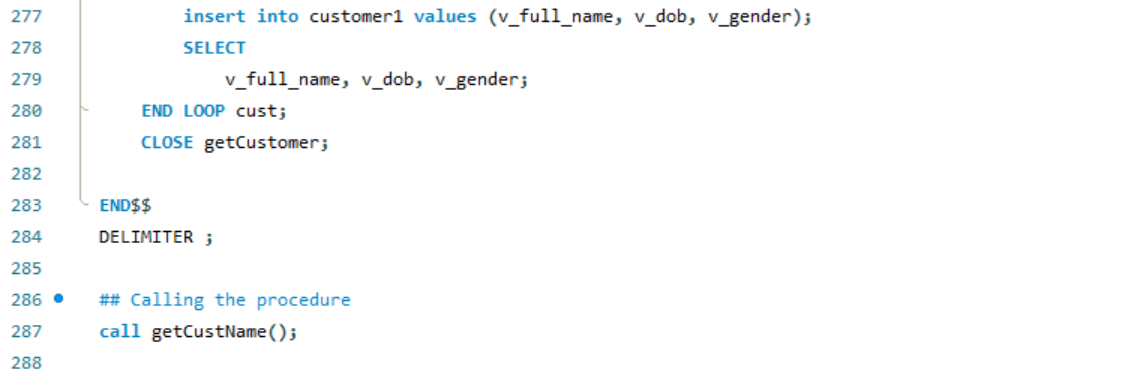 277 insert into customer1 values (v_full_name, v_dob, v_gender);
278 SELECT
279 v_full_name, v_dob, v_gender;
280 END LOOP cust;
281 CLOSE getCustomer;
282
283 END$$
284 DELIMITER ;
285
286 ## Calling the procedure
287 call getCustName();
288